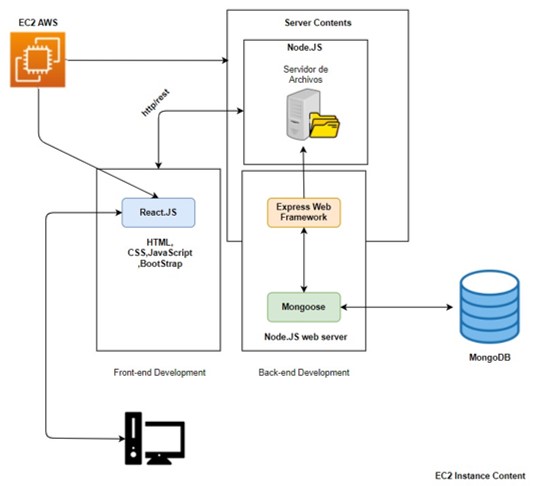 EC2 AWS
Server Contents
Node.JS
Servidor de
Archivos
http/rest
React.JS
HTML,
CSS,JavaScript
,BootStrap
Express Web
Framework
Mongoose
Node.JS web server
MongoDB
Front-end Development
Back-end Development
EC2 Instance Content